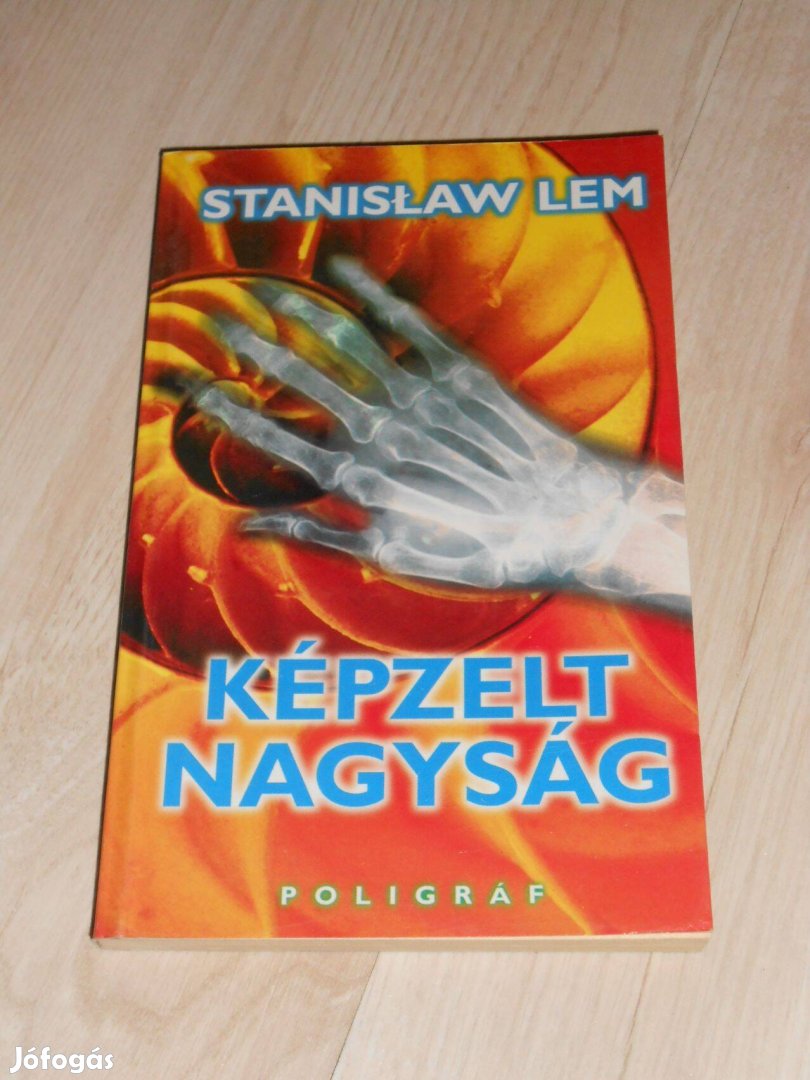 STANISŁAW LEM
KÉPZELT
NAGYSÁG
POLIGRÁF
Jófogás